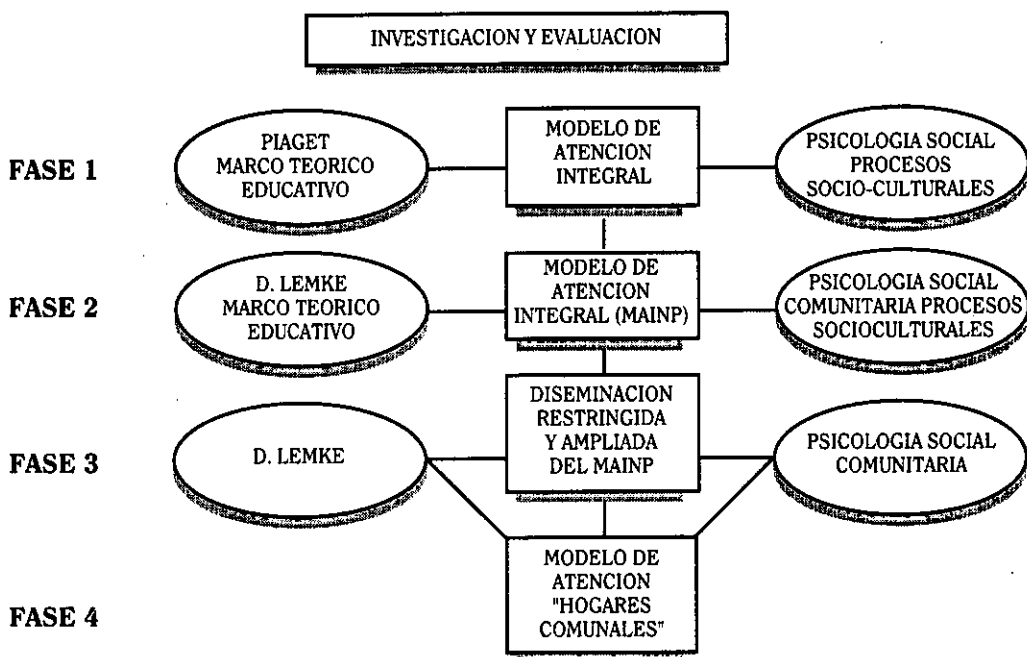 INVESTIGACION Y EVALUACION
FASE 1
PIAGET
MARCO TEORICO
EDUCATIVO
MODELO DE
ATENCION
INTEGRAL
PSICOLOGIA SOCIAL
PROCESOS
SOCIO-CULTURALES
FASE 2
D. LEMKE
MARCO TEORICO
EDUCATIVO
MODELO DE
ATENCION
INTEGRAL (MAINP)
PSICOLOGIA SOCIAL
COMUNITARIA PROCESOS
SOCIOCULTURALES
FASE 3
D. LEMKE
DISEMINACION
RESTRINGIDA
Y AMPLIADA
DEL MAINP
PSICOLOGIA SOCIAL
COMUNITARIA
FASE 4
MODELO DE
ATENCION
"HOGARES
COMUNALES"